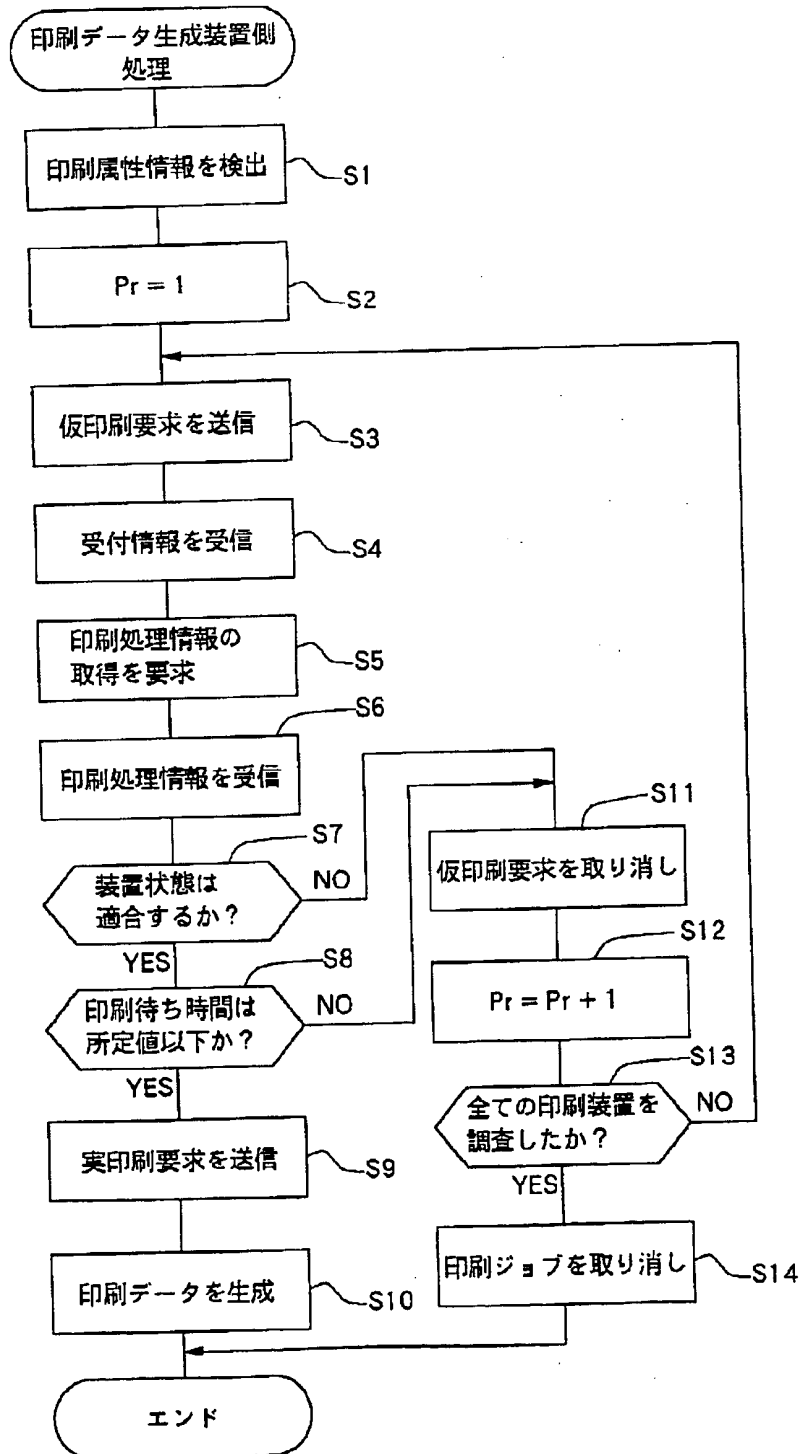 印刷データ生成装置側
処理
印刷属性情報を検出
S1
Pr = 1
S2
仮印刷要求を送信
S3
受付情報を受信
S4
印刷処理情報の
取得を要求
S5
S6
印刷処理情報を受信
S7
装置状態は
適合するか？
NO
YES
S8
印刷待ち時間は
所定値以下か？
NO
YES
実印刷要求を送信
S9
印刷データを生成
S10
S11
仮印刷要求を取り消し
S12
Pr = Pr + 1
S13
全ての印刷装置を
調査したか？
NO
YES
印刷ジョブを取り消し
S14
エンド